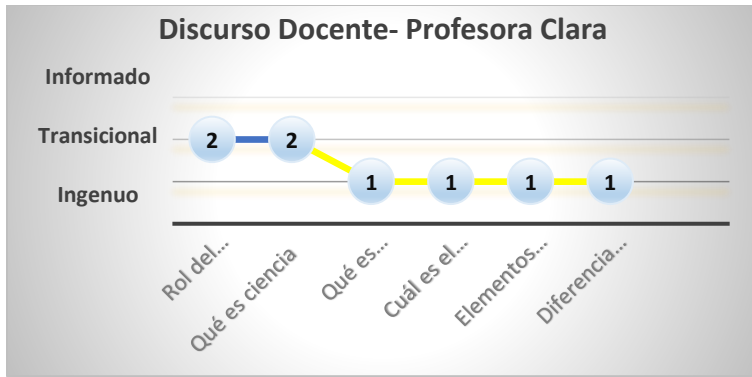 Discurso Docente- Profesora Clara
Informado
Transicional
Ingenuo
2
2
1
1
1
1
Rol del...
Qué es ciencia
Qué es...
Cuál es el...
Elementos...
Diferencia...